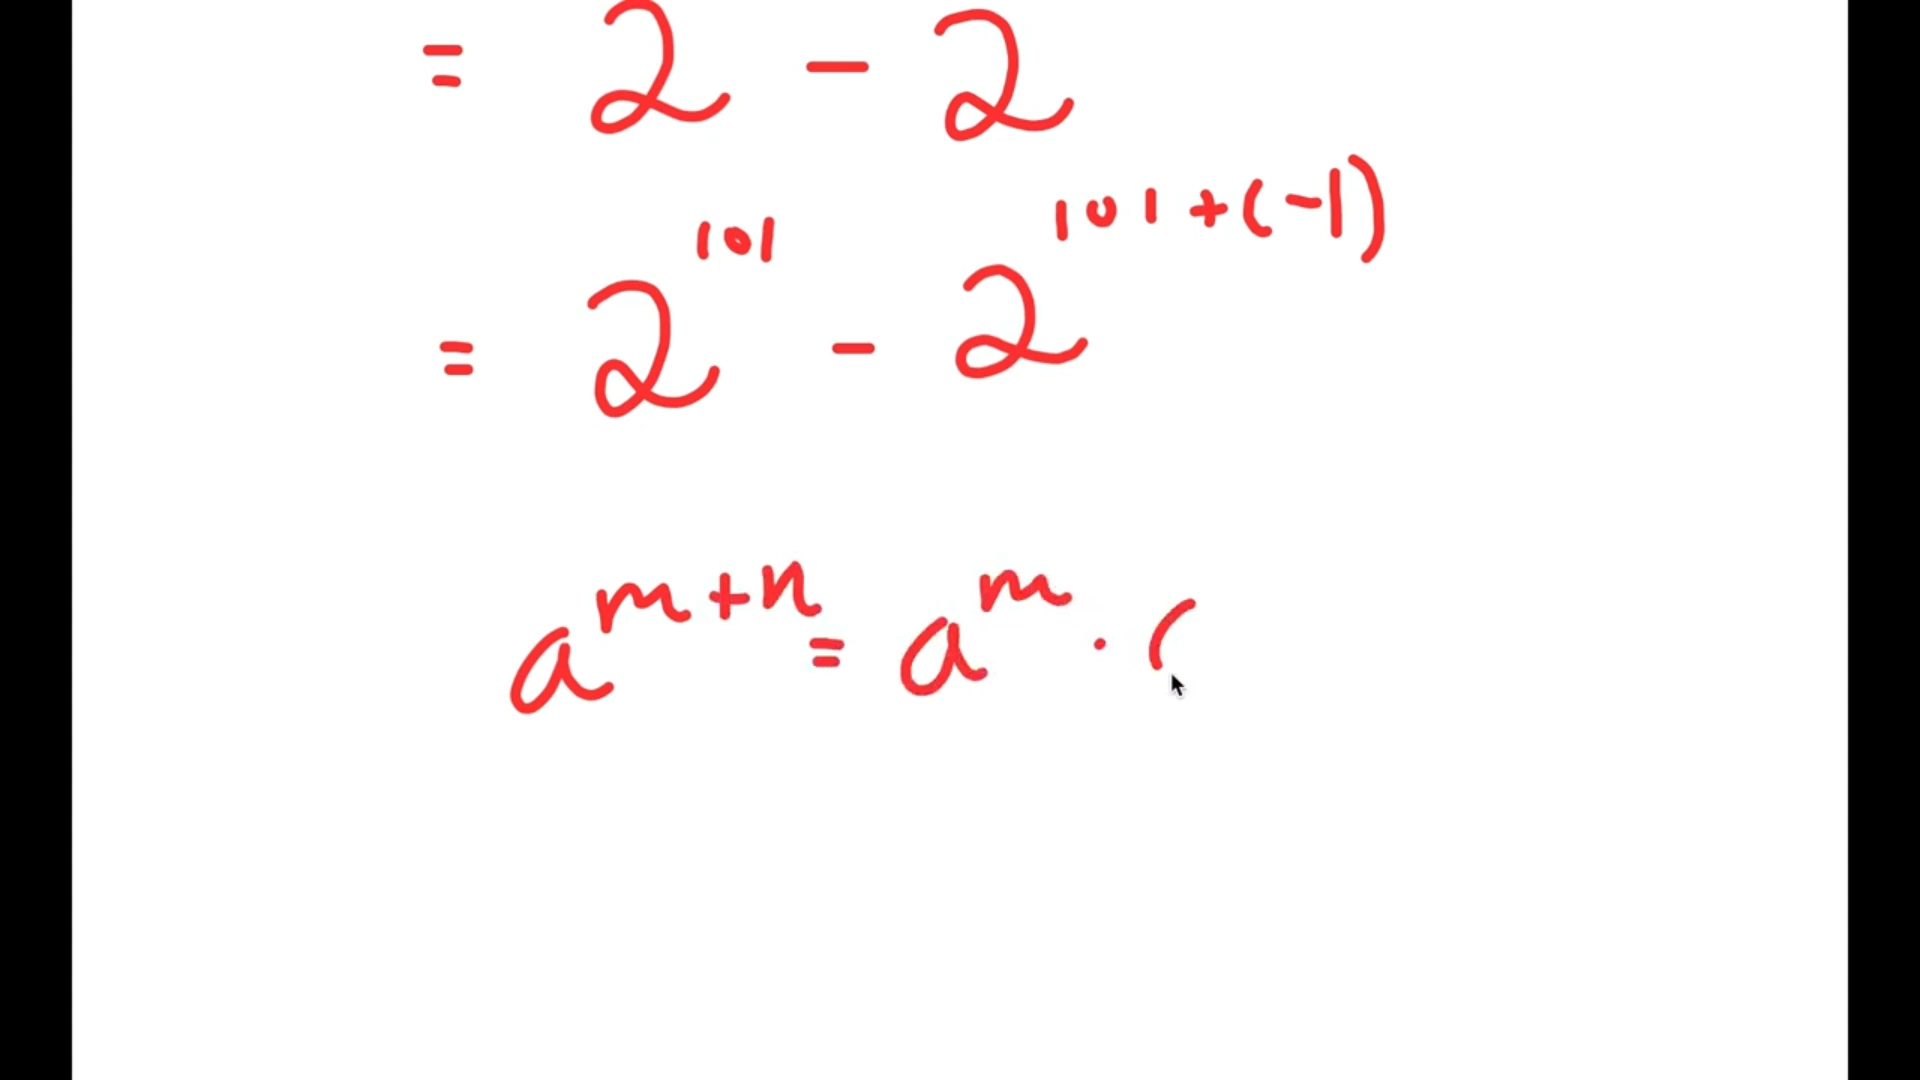 = 2 - 2
= 2^101 - 2^101+(-1)
a^m+n = a^m · (